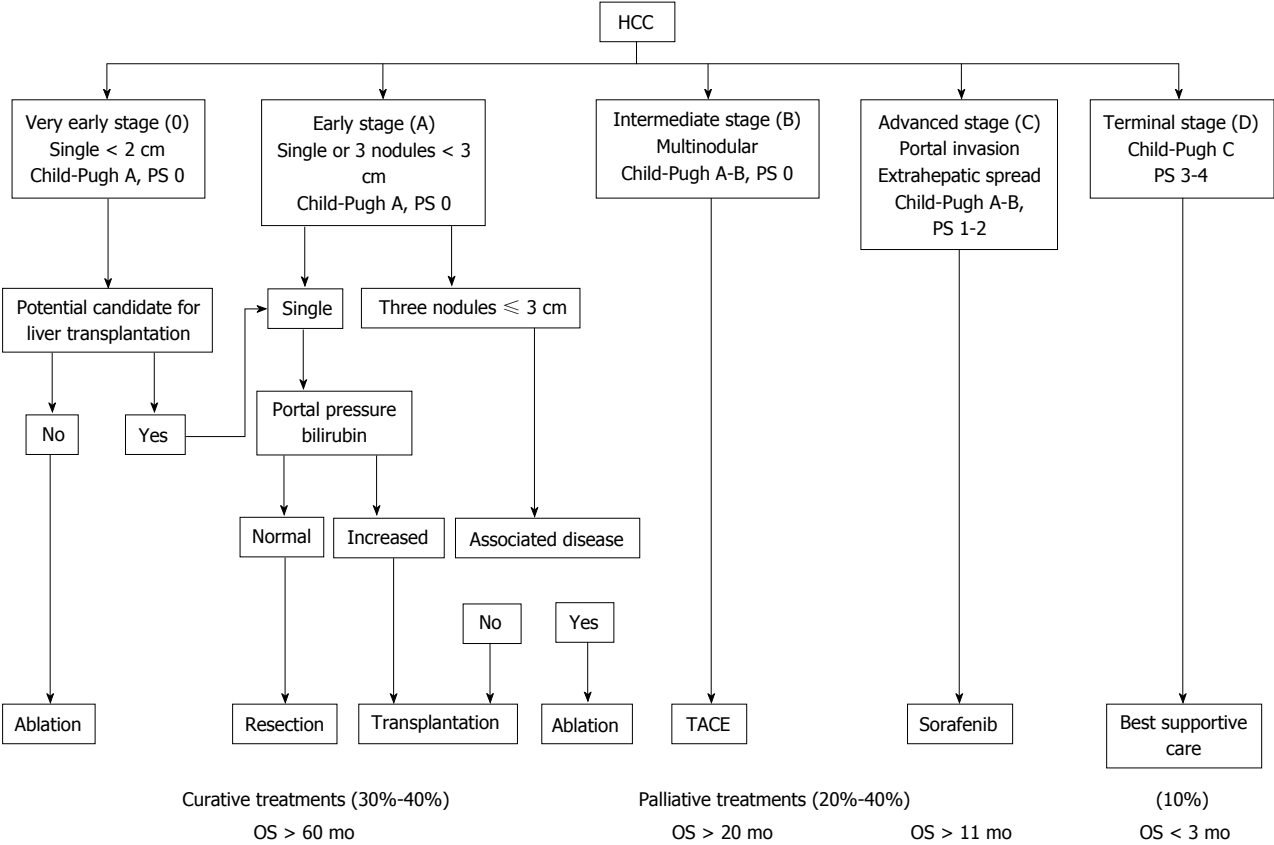 HCC
Very early stage (0)
Single < 2 cm
Child-Pugh A, PS 0
Early stage (A)
Single or 3 nodules < 3
cm
Child-Pugh A, PS 0
Intermediate stage (B)
Multinodular
Child-Pugh A-B, PS 0
Advanced stage (C)
Portal invasion
Extrahepatic spread
Child-Pugh A-B,
PS 1-2
Terminal stage (D)
Child-Pugh C
PS 3-4
Potential candidate for
liver transplantation
Single
Three nodules ≤ 3 cm
No
Yes
Portal pressure
bilirubin
Normal
Increased
Associated disease
No
Yes
Ablation
Resection
Transplantation
Ablation
TACE
Sorafenib
Best supportive
care
Curative treatments (30%-40%)
Palliative treatments (20%-40%)
(10%)
OS > 60 mo
OS > 20 mo
OS > 11 mo
OS < 3 mo